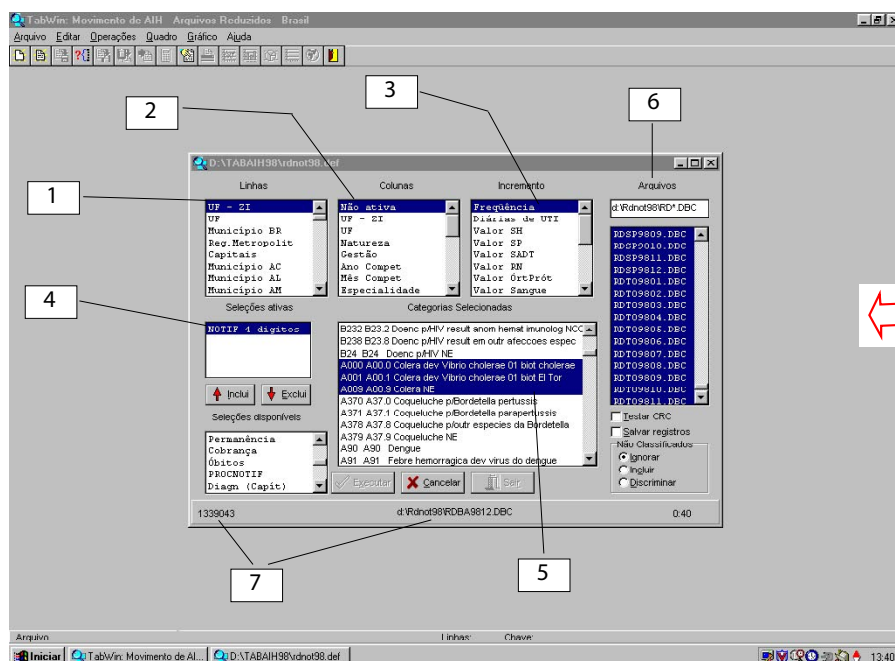 TabWin: Movimento de AIH Arquivos Reduzidos Brasil
Arquivo Editar Operações Quadro Gráfico Ajuda
3
6
2
1
4
D:\TABAIH98\rdnot98.def
Linhas Colunas Incremento Arquivos
UF - ZI
UF
Município BR
Reg.Metropolit
Capitais
Município AC
Município AL
Município AM
Não ativa
UF - ZI
UF
Natureza
Gestão
Ano Compet
Mês Compet
Especialidade
Freqüência
Diárias de UTI
Valor SH
Valor SP
Valor SADT
Valor RN
Valor ÓrtPrót
Valor Sangue
d:\Rdnot98\RD*.DBC
RDSP9809.DBC
RDSP9810.DBC
RDSP9811.DBC
RDSP9812.DBC
RDTO9801.DBC
RDTO9802.DBC
RDTO9803.DBC
RDTO9804.DBC
RDTO9805.DBC
RDTO9806.DBC
RDTO9807.DBC
RDTO9808.DBC
RDTO9809.DBC
RDTO9810.DBC
RDTO9811.DBC
Seleções ativas
NOTIF 4 digitos
Inclui Exclui
Seleções disponíveis
Permanência
Cobrança
Óbitos
PROCNOTIF
Diagn (Capít)
Categorias Selecionadas
B232 B23.2 Doenc p/HIV result anom hemat imunolog NCC
B238 B23.8 Doenc p/HIV result em outr afeccoes espec
B24 B24 Doenc p/HIV NE
A000 A00.0 Colera dev Vibrio cholerae 01 biot cholerae
A001 A00.1 Colera dev Vibrio cholerae 01 biot El Tor
A009 A00.9 Colera NE
A370 A37.0 Coqueluche p/Bordetella pertussis
A371 A37.1 Coqueluche p/Bordetella parapertussis
A378 A37.8 Coqueluche p/outr especies da Bordetella
A379 A37.9 Coqueluche NE
A90 A90 Dengue
A91 A91 Febre hemorragica dev virus do dengue
Testar CRC
Salvar registros
Não Classificados
Ignorar
Incluir
Discriminar
Executar Cancelar Sair
1339043 d:\Rdnot98\RDBA9812.DBC 0:40
7
5
Arquivo Linhas: Chave:
Iniciar TabWin: Movimento de AI... D:\TABAIH98\rdnot98.def 13:40